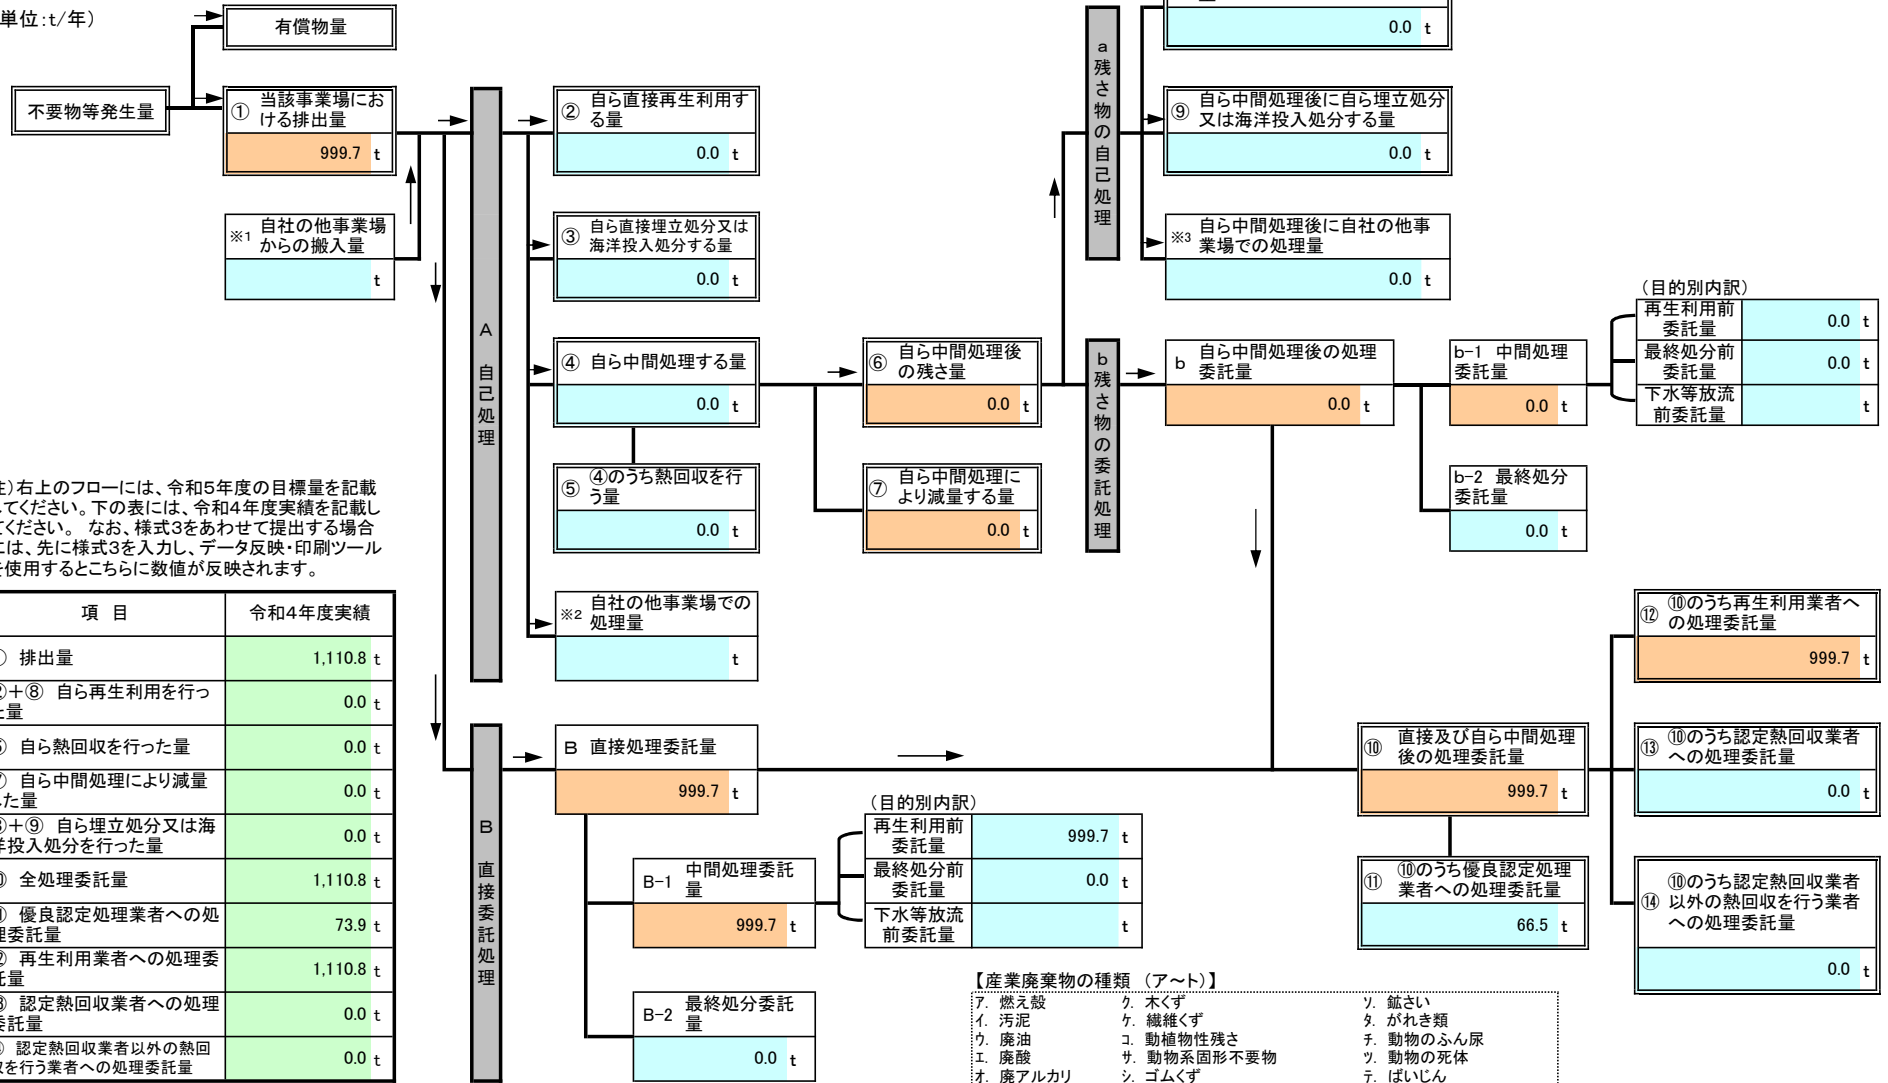 単位:t/年）
有償物量
不要物等発生量
① 当該事業場にお
ける排出量
999.7 t
※1 自社の他事業場
からの搬入量
t
A 自己処理
② 自ら直接再生利用す
る量
0.0 t
③ 自ら直接埋立処分又は
海洋投入処分する量
0.0 t
④ 自ら中間処理する量
0.0 t
⑤ ④のうち熱回収を行
う量
0.0 t
※2 自社の他事業場での
処理量
t
⑥ 自ら中間処理後
の残さ量
0.0 t
⑦ 自ら中間処理に
より減量する量
0.0 t
a 残さ物の自己処理
0.0 t
⑨ 自ら中間処理後に自ら埋立処分
又は海洋投入処分する量
0.0 t
※3 自ら中間処理後に自社の他事
業場での処理量
0.0 t
b 残さ物の委託処理
b 自ら中間処理後の処理
委託量
0.0 t
b-1 中間処理
委託量
0.0 t
b-2 最終処分
委託量
0.0 t
（目的別内訳）
再生利用前
委託量
0.0 t
最終処分前
委託量
0.0 t
下水等放流
前委託量
t
主）右上のフローには、令和5年度の目標量を記載
してください。下の表には、令和4年度実績を記載し
てください。 なお、様式3をあわせて提出する場合
には、先に様式3を入力し、データ反映・印刷ツール
を使用するとこちらに数値が反映されます。
項 目 令和4年度実績
排出量 1,110.8 t
②＋⑧ 自ら再生利用を行っ
た量 0.0 t
自ら熱回収を行った量 0.0 t
自ら中間処理により減量
した量 0.0 t
③＋⑨ 自ら埋立処分又は海
洋投入処分を行った量 0.0 t
全処理委託量 1,110.8 t
優良認定処理業者への処
理委託量 73.9 t
再生利用業者への処理委
託量 1,110.8 t
認定熱回収業者への処理
委託量 0.0 t
認定熱回収業者以外の熱回
収を行う業者への処理委託量 0.0 t
B 直接委託処理
B 直接処理委託量
999.7 t
B-1 中間処理委託
量
999.7 t
B-2 最終処分委託
量
0.0 t
（目的別内訳）
再生利用前
委託量
999.7 t
最終処分前
委託量
0.0 t
下水等放流
前委託量
t
⑩ 直接及び自ら中間処理
後の処理委託量
999.7 t
⑪ ⑩のうち優良認定処理
業者への処理委託量
66.5 t
⑫ ⑩のうち再生利用業者へ
の処理委託量
999.7 t
⑬ ⑩のうち認定熱回収業者
への処理委託量
0.0 t
⑭ ⑩のうち認定熱回収業者
以外の熱回収を行う業者
への処理委託量
0.0 t
【産業廃棄物の種類 （ア～ト）】
ア. 燃え殻 ク. 木くず ソ. 鉱さい
イ. 汚泥 ケ. 繊維くず タ. がれき類
ウ. 廃油 コ. 動植物性残さ チ. 動物のふん尿
エ. 廃酸 サ. 動物系固形不要物 ツ. 動物の死体
オ. 廃アルカリ シ. ゴムくず テ. ばいじん